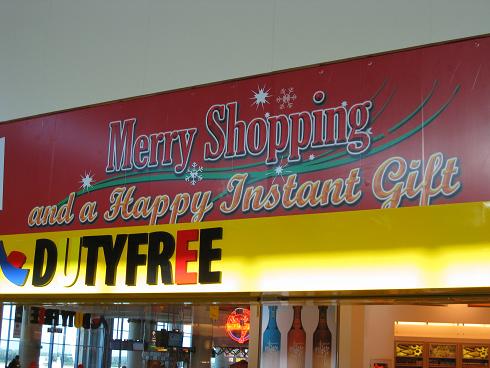 Merry Shopping
and a Happy Instant Gift
DUTYFREE